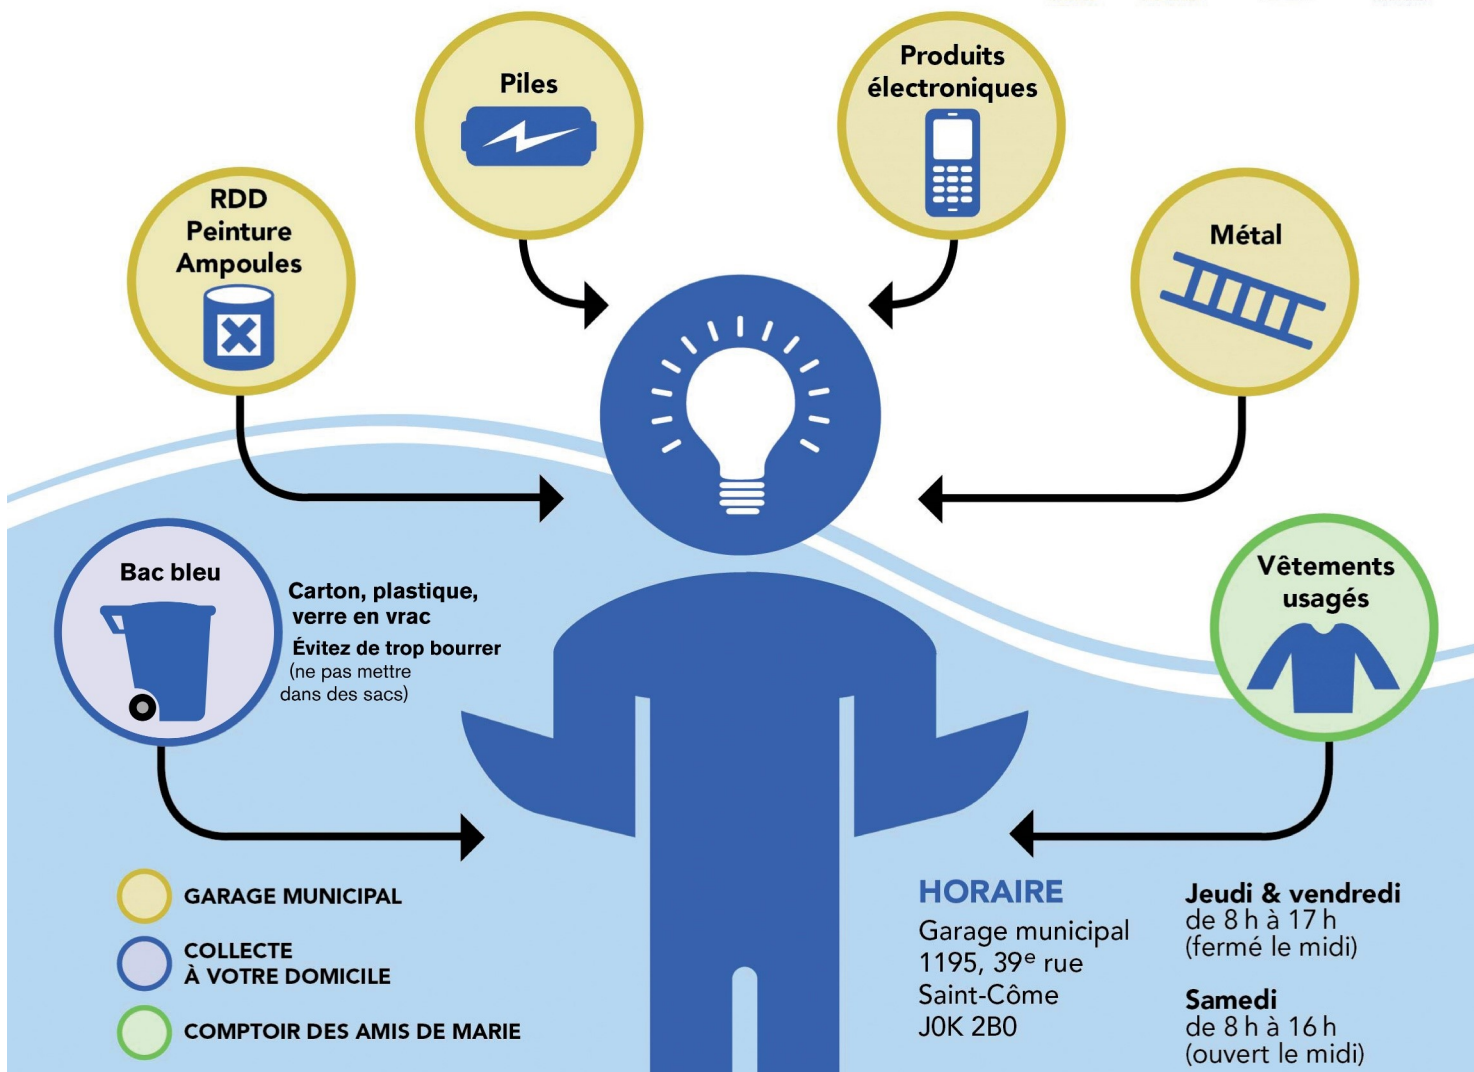 Piles
Produits
électroniques
RDD
Peinture
Ampoules
Métal
Bac bleu
Carton, plastique,
verre en vrac
Évitez de trop bourrer
(ne pas mettre
dans des sacs)
Vêtements
usagés
GARAGE MUNICIPAL
COLLECTE
À VOTRE DOMICILE
COMPTOIR DES AMIS DE MARIE
HORAIRE
Garage municipal
1195, 39e rue
Saint-Côme
J0K 2B0
Jeudi & vendredi
de 8 h à 17 h
(fermé le midi)
Samedi
de 8 h à 16 h
(ouvert le midi)